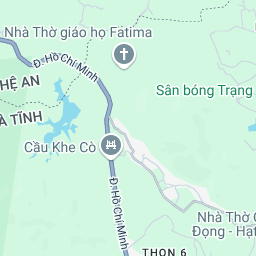 Nhà Thờ giáo họ Fatima
Đ. Hồ Chí Minh
HỆ AN
Sân bóng Trạng
À TĨNH
Cầu Khe Cò
Đ. Hồ Chí Minh
Nhà Thờ G
Đọng - Hạt
THÔN 6